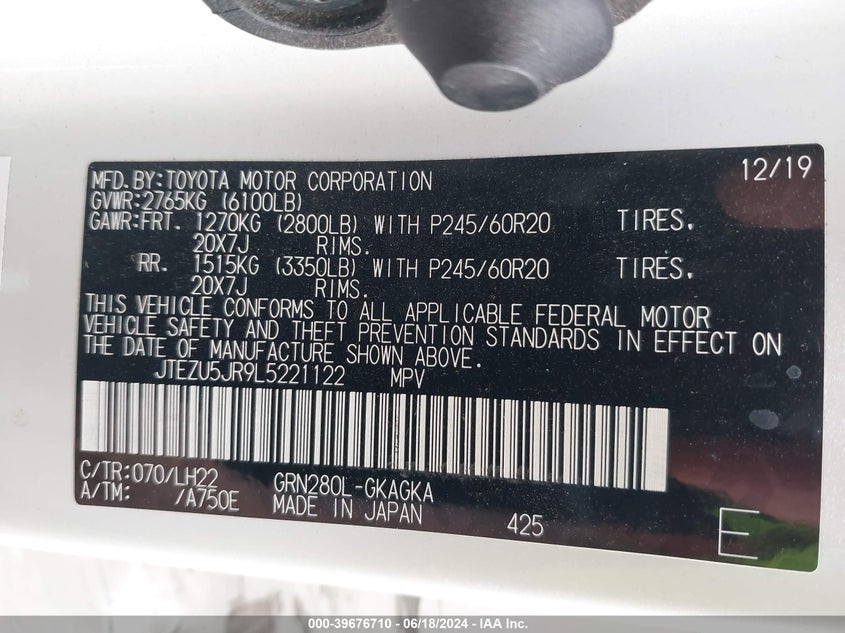 MFD. BY: TOYOTA MOTOR CORPORATION 12/19
GVWR: 2765KG (6100LB)
GAWR: FRT. 1270KG (2800LB) WITH P245/60R20 TIRES,
20X7J RIMS.
RR. 1515KG (3350LB) WITH P245/60R20 TIRES,
20X7J RIMS.
THIS VEHICLE CONFORMS TO ALL APPLICABLE FEDERAL MOTOR
VEHICLE SAFETY AND THEFT PREVENTION STANDARDS IN EFFECT ON
THE DATE OF MANUFACTURE SHOWN ABOVE.
JTEZU5JR9L5221122 MPV
C/TR: 070/LH22 GRN280L-GKAGKA
A/TM: /A750E MADE IN JAPAN 425 E
000-39676710 - 06/18/2024 - IAA Inc.